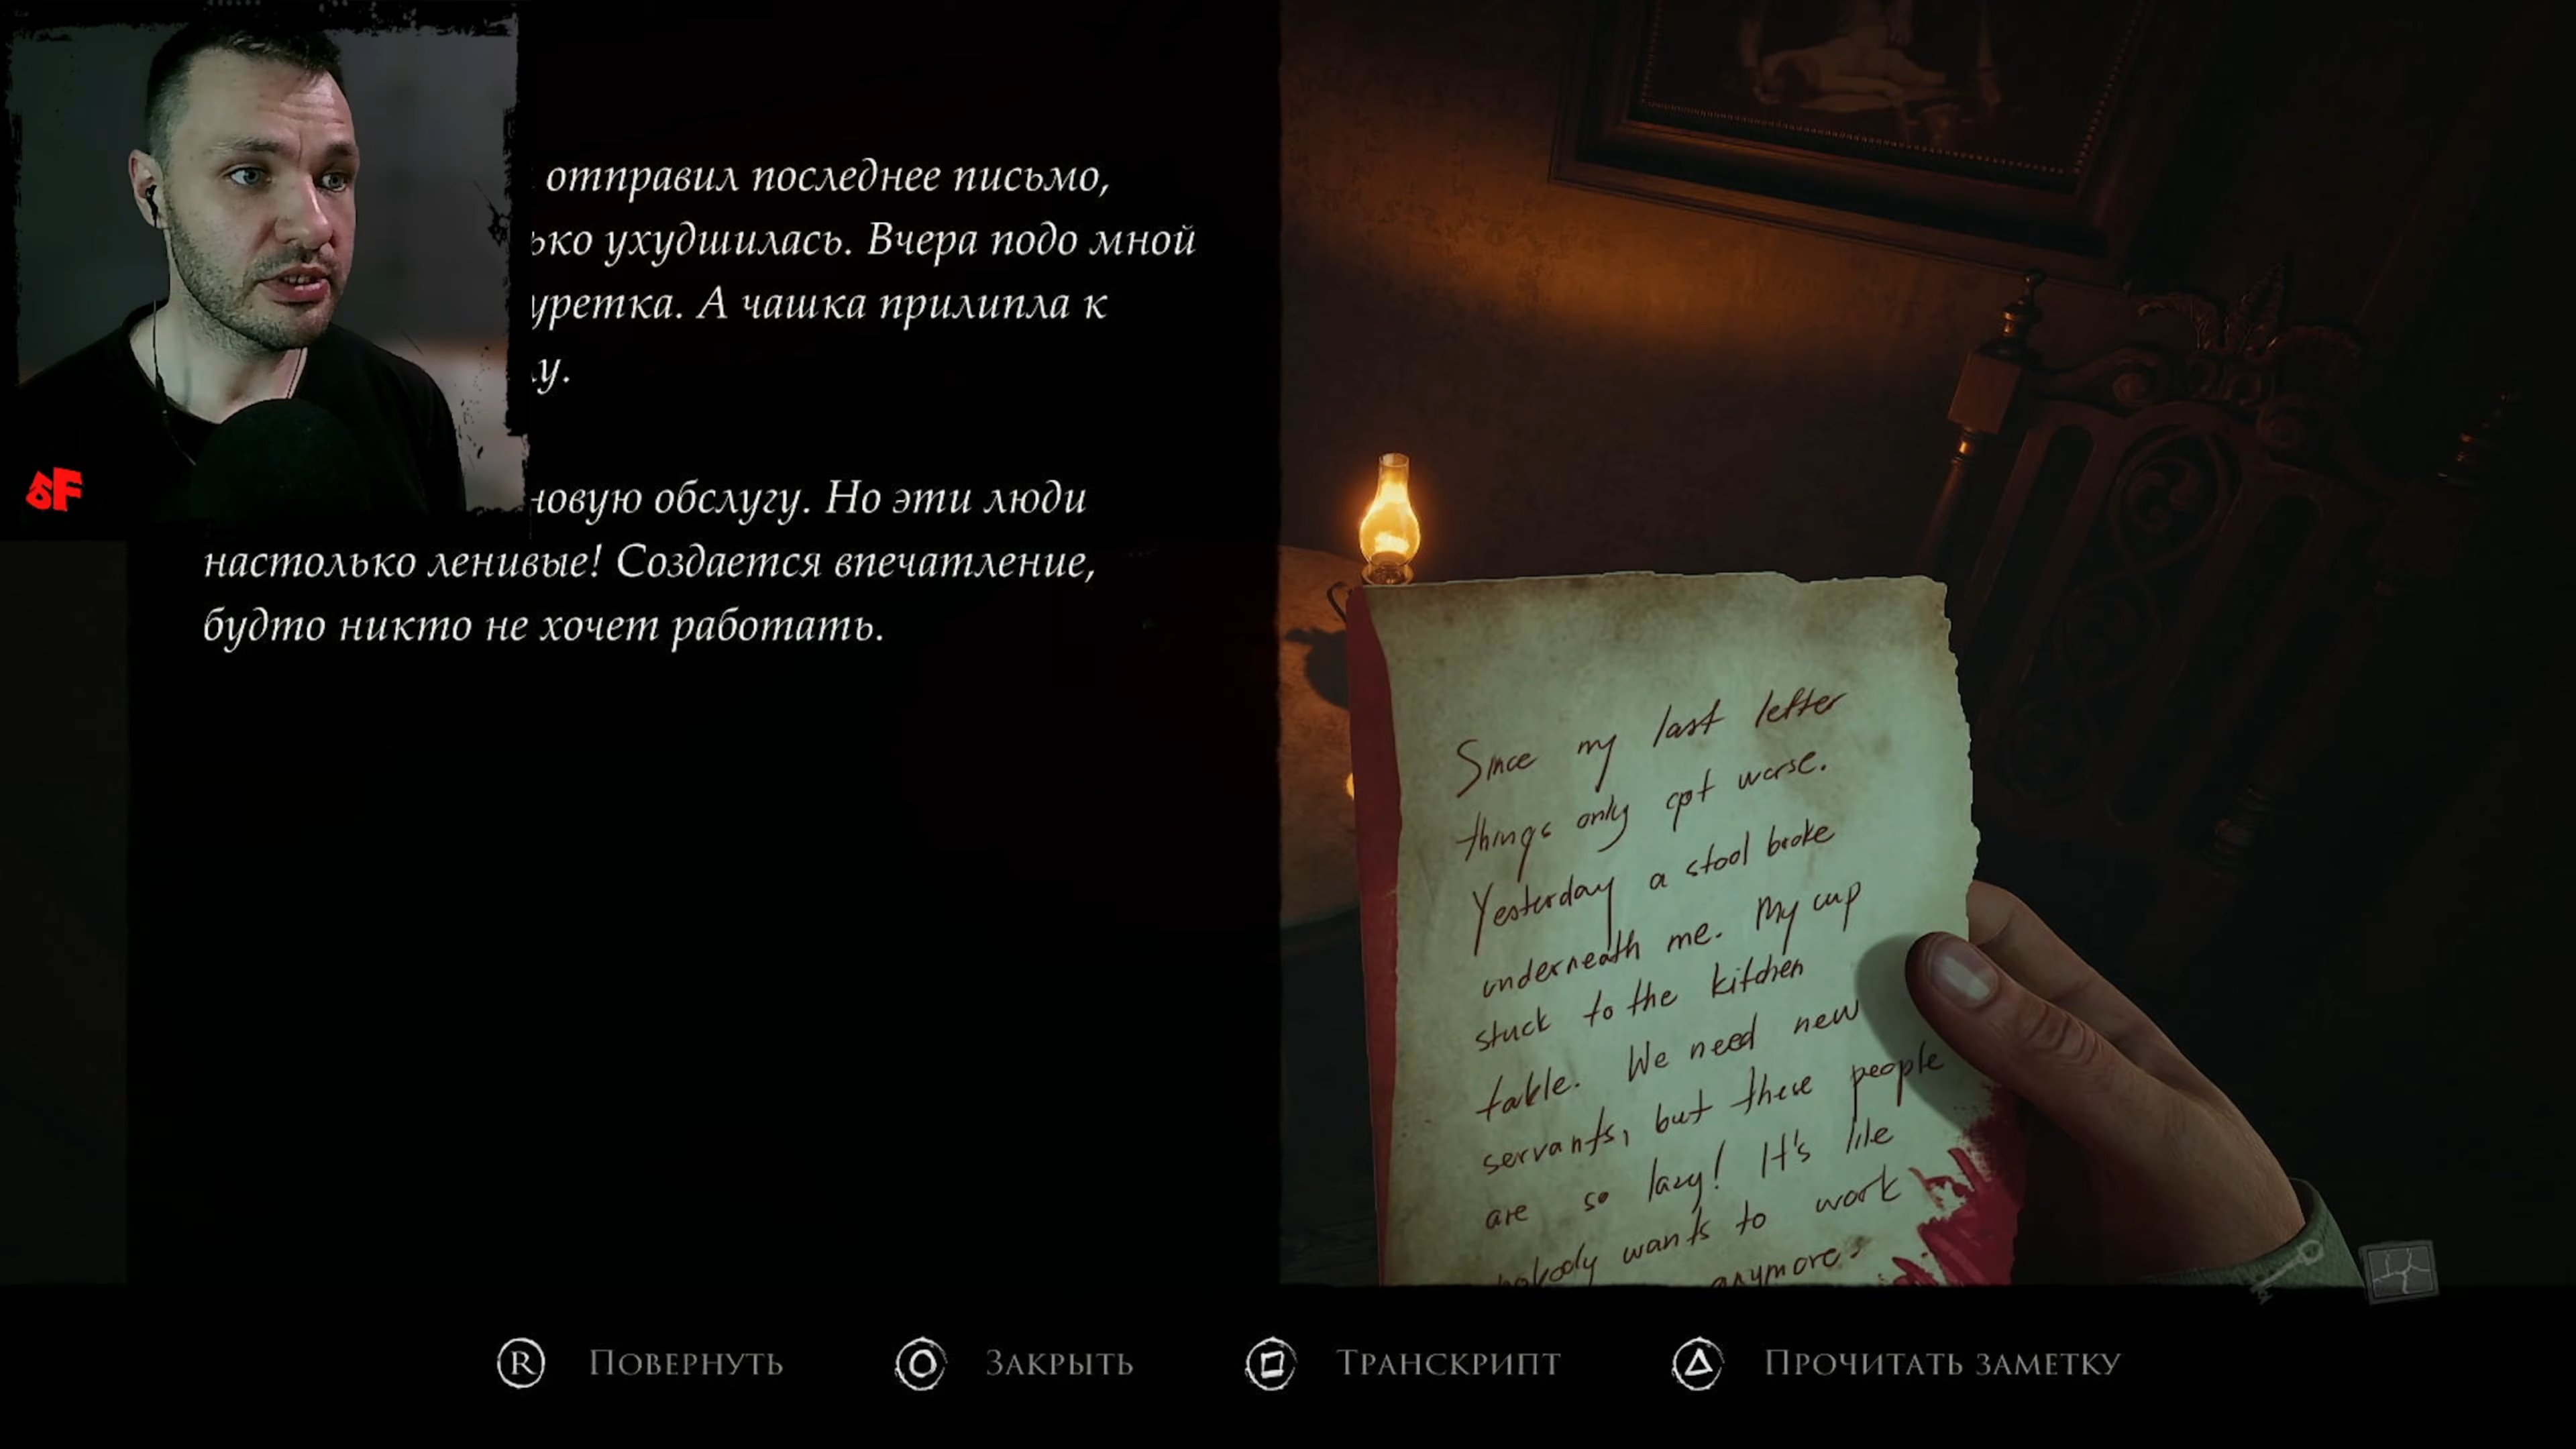 отправил последнее письмо,
ько ухудшилась. Вчера подо мной
уретка. А чашка прилипла к
у.
новую обслугу. Но эти люди
настолько ленивые! Создается впечатление,
будто никто не хочет работать.
Since my last letter
things only got worse.
Yesterday a stool broke
underneath me. My cup
stuck to the kitchen
table. We need new
servants, but these people
are so lazy! It's like
nobody wants to work
anymore.
R ПОВЕРНУТЬ ЗАКРЫТЬ ТРАНСКРИПТ ПРОЧИТАТЬ ЗАМЕТКУ